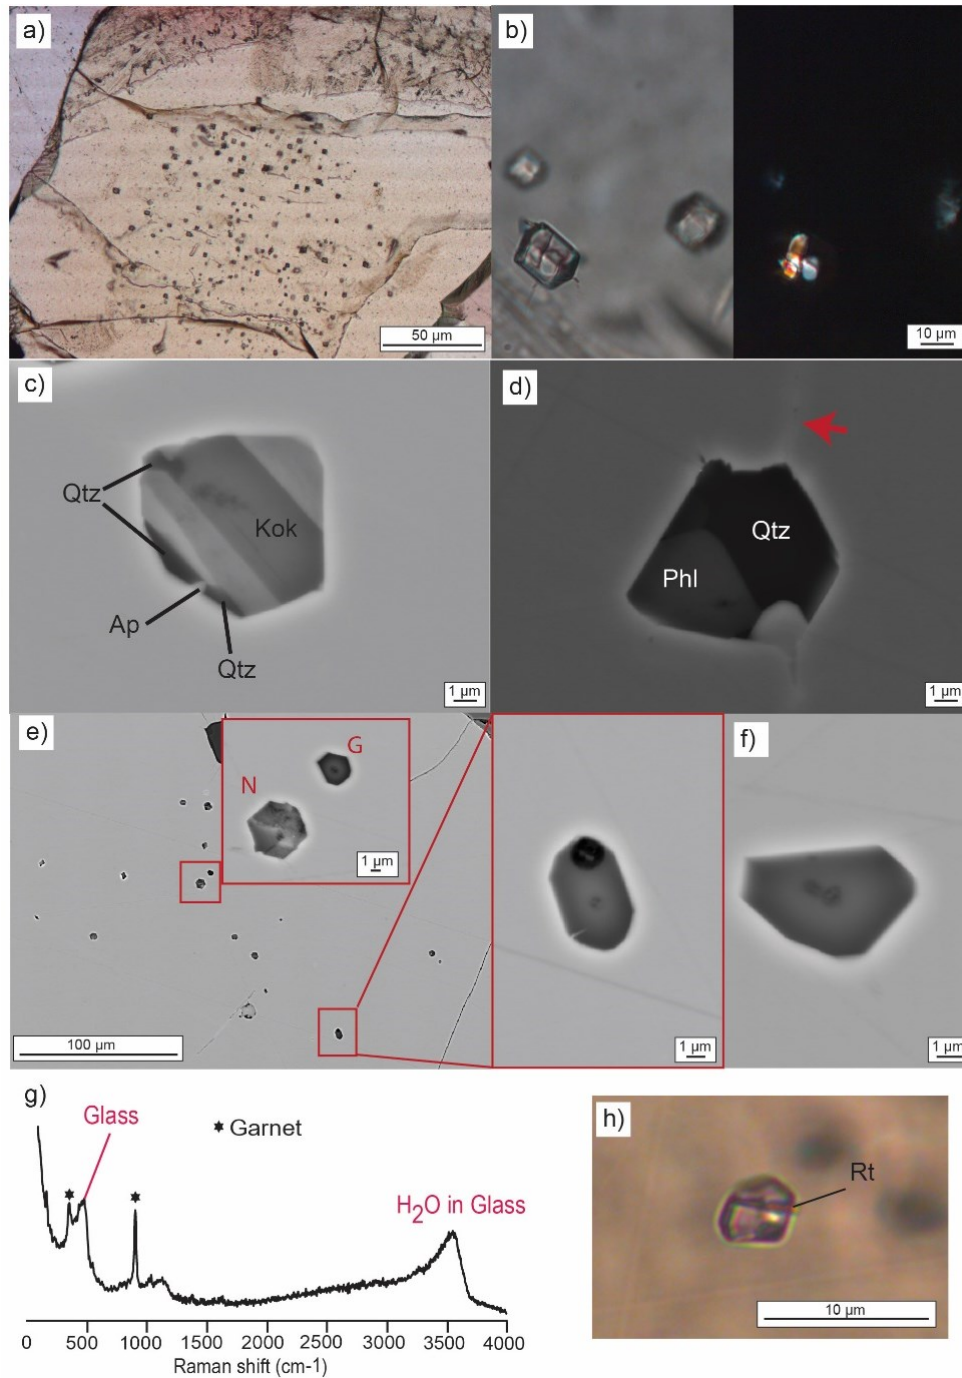 a)
50 µm
b)
10 µm
c)
Qtz
Kok
Ap
Qtz
1 µm
d)
Qtz
Phl
1 µm
e)
G
N
1 µm
100 µm
1 µm
f)
1 µm
g)
Glass
✶ Garnet
H2O in Glass
0 500 1000 1500 2000 2500 3000 3500 4000
Raman shift (cm-1)
h)
Rt
10 µm